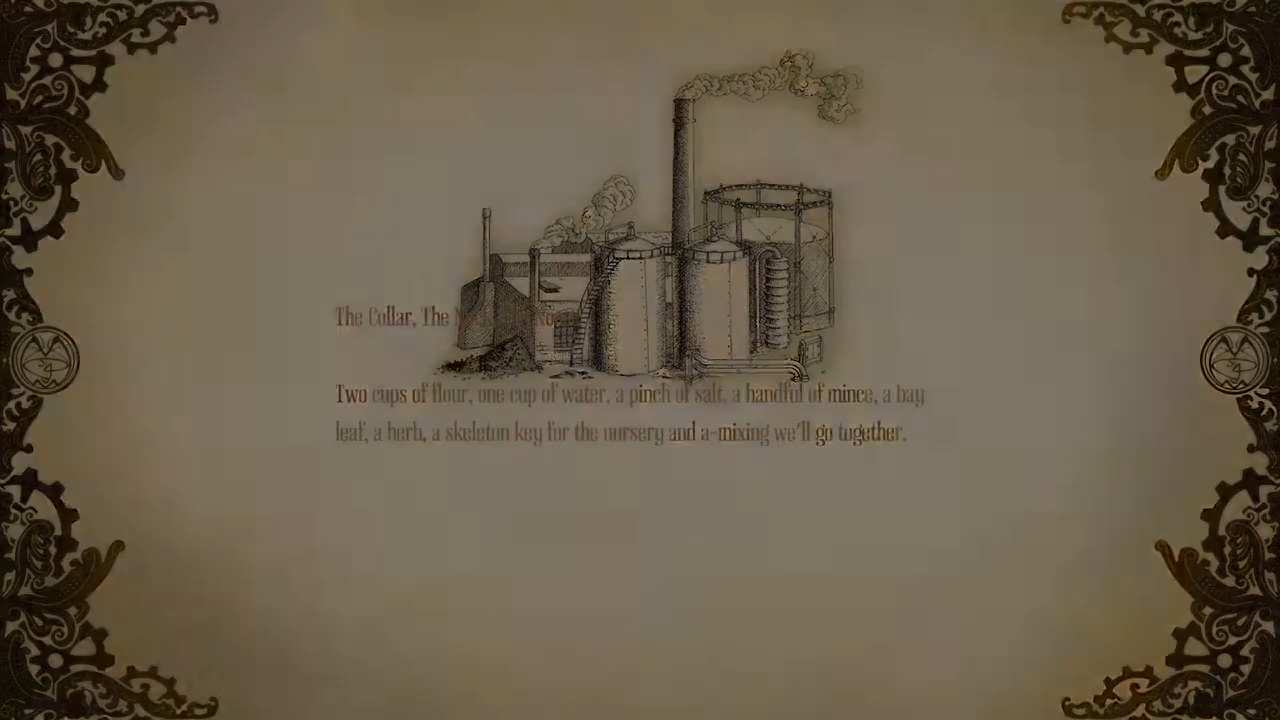 The Collar, The
Two cups of flour, one cup of water, a pinch of salt, a handful of mince, a bay
leaf, a herb, a skeleton key for the nursery and a-mixing we'll go together.